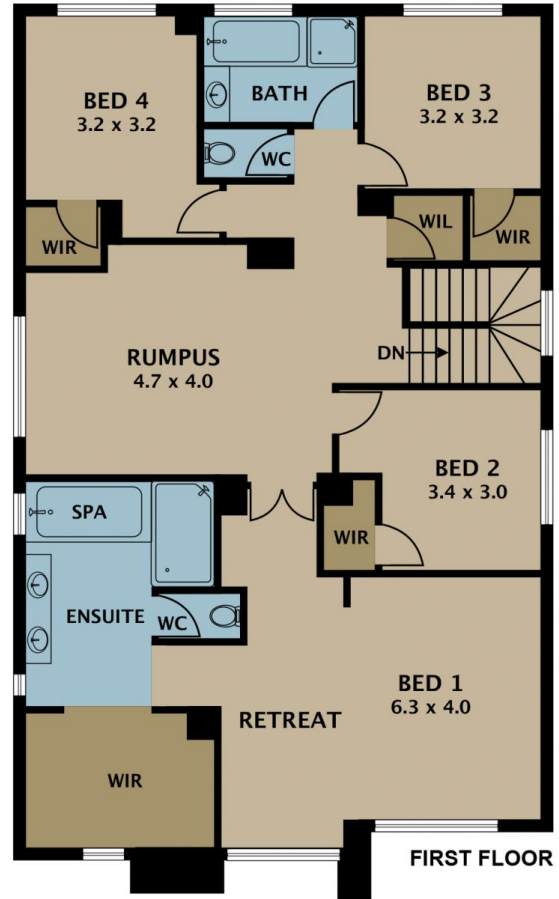 BED 4
3.2 x 3.2
BATH
BED 3
3.2 x 3.2
WC
WIR
WIL
WIR
RUMPUS
4.7 x 4.0
DN
BED 2
3.4 x 3.0
SPA
WIR
ENSUITE
WC
BED 1
6.3 x 4.0
RETREAT
WIR
FIRST FLOOR